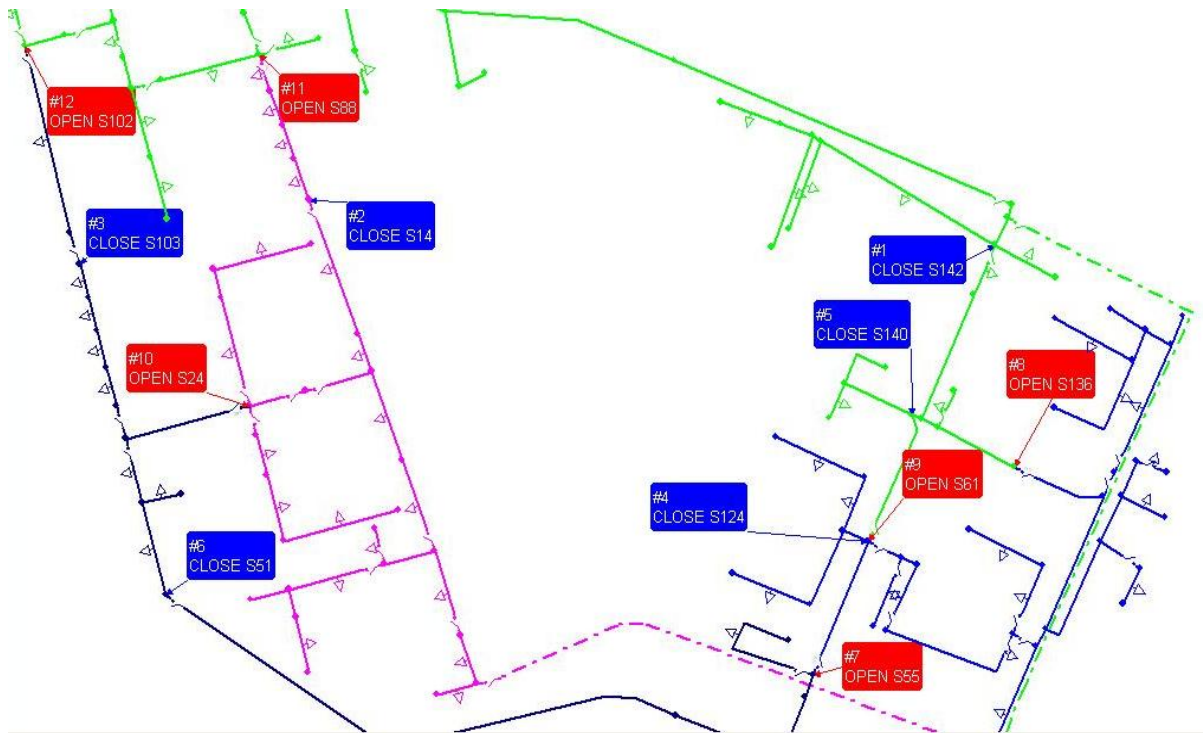 #12
OPEN S102
#11
OPEN S88
#3
CLOSE S103
#2
CLOSE S14
#1
CLOSE S142
#5
CLOSE S140
#10
OPEN S24
#8
OPEN S136
#9
OPEN S61
#4
CLOSE S124
#6
CLOSE S51
#7
OPEN S55